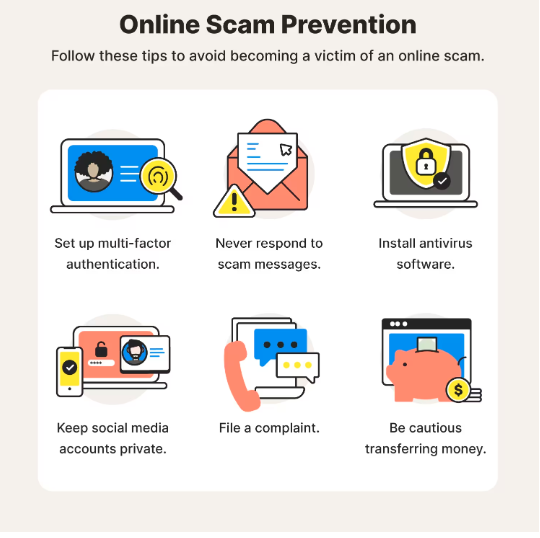 Online Scam Prevention
Follow these tips to avoid becoming a victim of an online scam.
Set up multi-factor
authentication.
Never respond to
scam messages.
Install antivirus
software.
Keep social media
accounts private.
File a complaint.
Be cautious
transferring money.
$